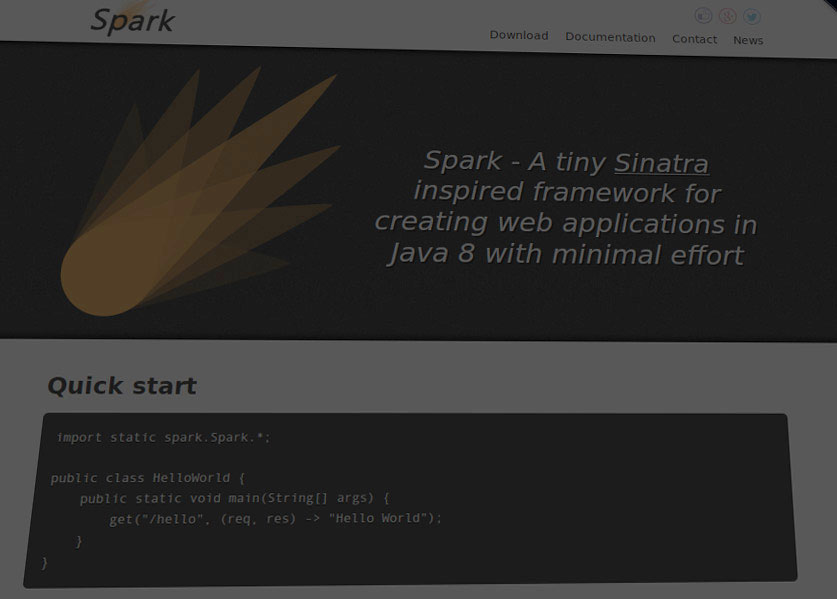 Spark
Download Documentation Contact News
Spark - A tiny Sinatra
inspired framework for
creating web applications in
Java 8 with minimal effort
Quick start
import static spark.Spark.*;
public class HelloWorld {
public static void main(String[] args) {
get("/hello", (req, res) -> "Hello World");
}
}